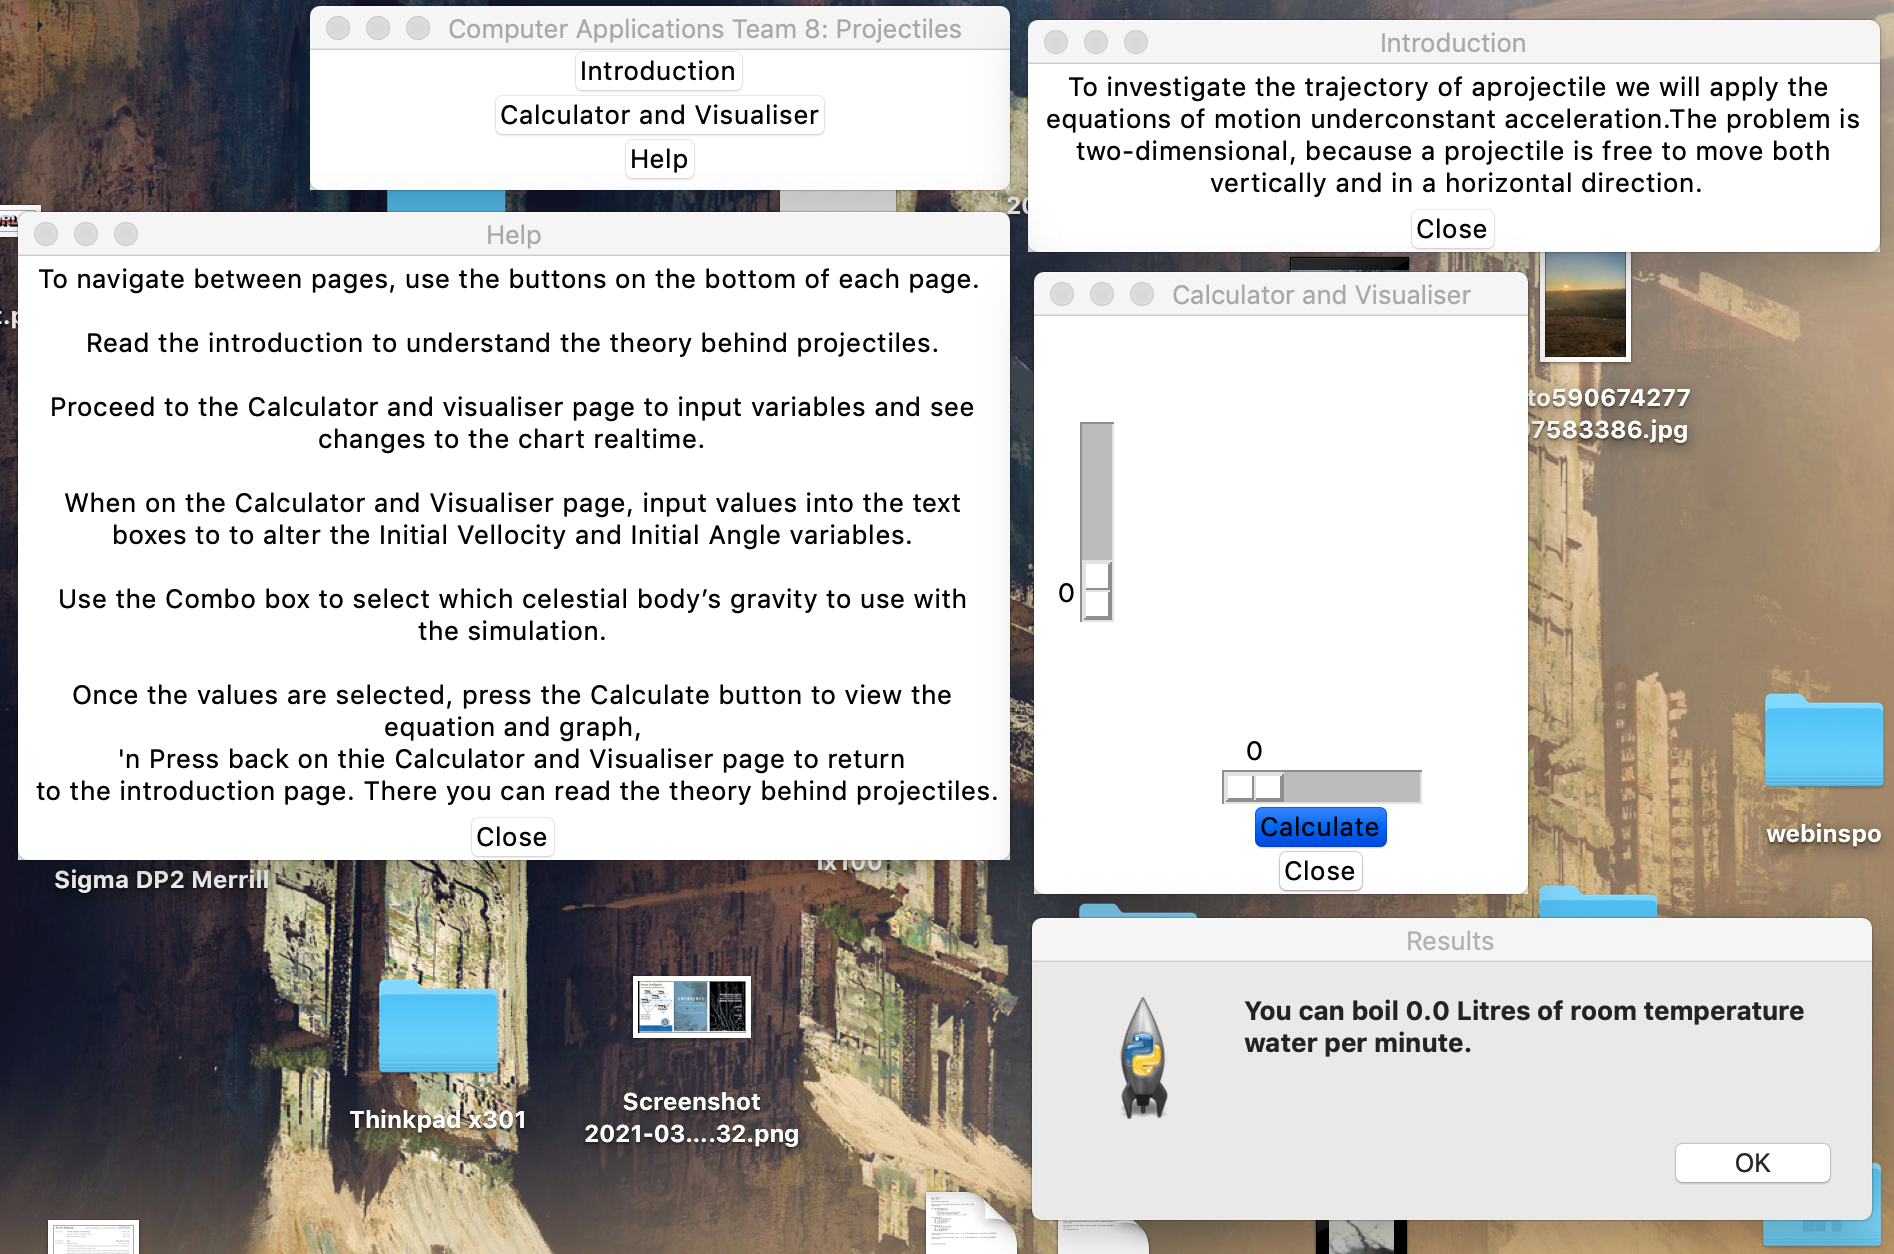 Computer Applications Team 8: Projectiles
Introduction
Calculator and Visualiser
Help
Introduction
To investigate the trajectory of aprojectile we will apply the
equations of motion underconstant acceleration.The problem is
two-dimensional, because a projectile is free to move both
vertically and in a horizontal direction.
Close
Help
To navigate between pages, use the buttons on the bottom of each page.
Read the introduction to understand the theory behind projectiles.
Proceed to the Calculator and visualiser page to input variables and see
changes to the chart realtime.
When on the Calculator and Visualiser page, input values into the text
boxes to to alter the Initial Vellocity and Initial Angle variables.
Use the Combo box to select which celestial body’s gravity to use with
the simulation.
Once the values are selected, press the Calculate button to view the
equation and graph,
'n Press back on thie Calculator and Visualiser page to return
to the introduction page. There you can read the theory behind projectiles.
Close
Calculator and Visualiser
0
0
Calculate
Close
to590674277
07583386.jpg
webinspo
Sigma DP2 Merrill
lx100
Results
You can boil 0.0 Litres of room temperature
water per minute.
OK
Thinkpad x301
Screenshot
2021-03....32.png